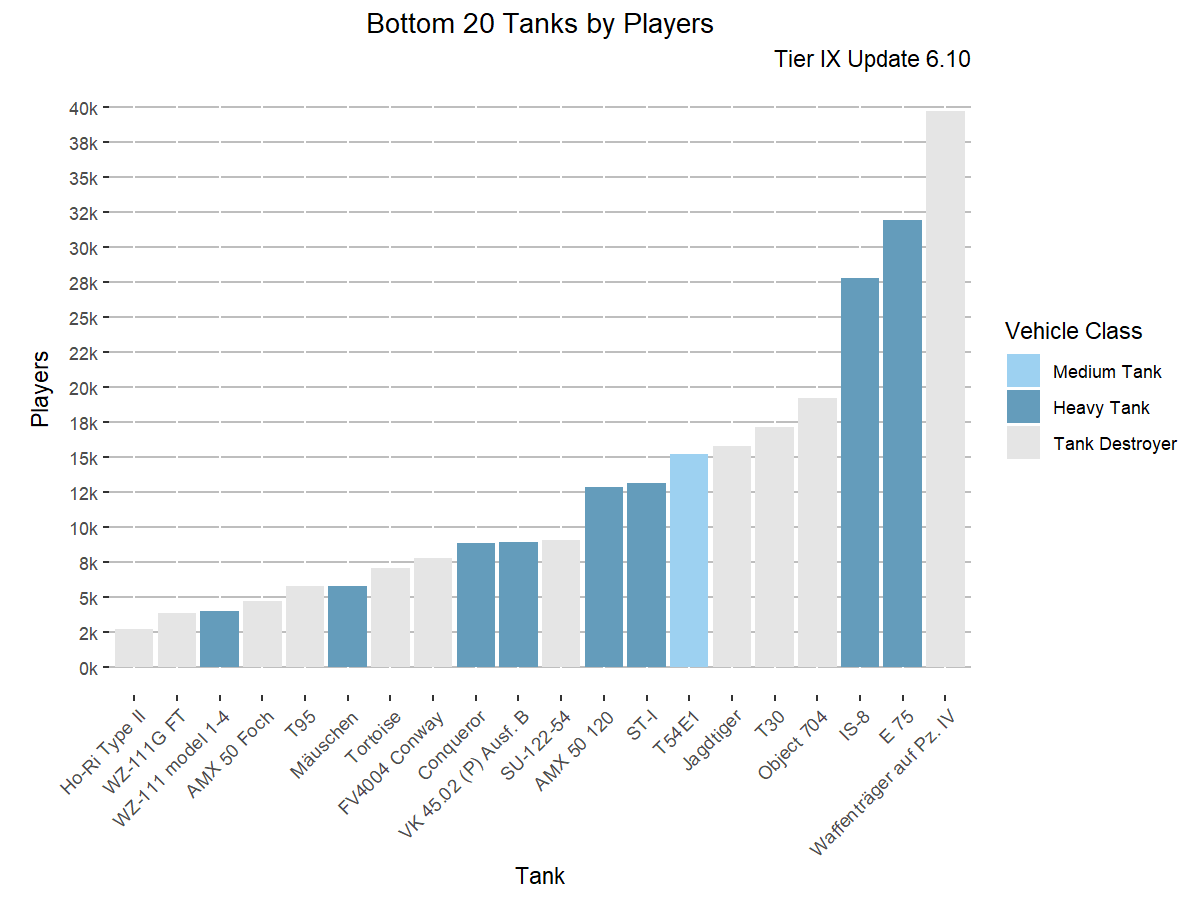 Bottom 20 Tanks by Players
Tier IX Update 6.10
40k
38k
35k
32k
30k
28k
25k
22k
20k
18k
15k
12k
10k
8k
5k
2k
0k
Players
Ho-Ri Type II
WZ-111G FT
WZ-111 model 1-4
AMX 50 Foch
T95
Mäuschen
Tortoise
FV4004 Conway
Conqueror
VK 45.02 (P) Ausf. B
SU-122-54
AMX 50 120
ST-I
T54E1
Jagdtiger
T30
Object 704
IS-8
E 75
Waffenträger auf Pz. IV
Tank
Vehicle Class
Medium Tank
Heavy Tank
Tank Destroyer